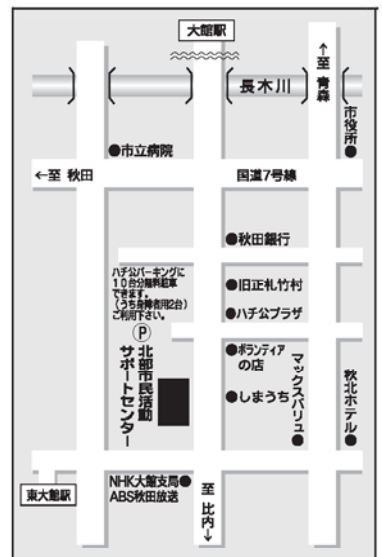 大館駅
長木川
↑至 青森
●市立病院
市役所●
←至 秋田
国道7号線
●秋田銀行
ハチ公パーキングに
10台分無料駐車
できます。
(うち身障者用2台)
ご利用下さい。
●旧正札竹村
●ハチ公プラザ
Ⓟ
北部市民活動
サポートセンター
●ボランティア
の店
●しまうち
マックスバリュ●
秋北ホテル●
東大館駅
NHK大館支局●
ABS秋田放送
至 比内↓